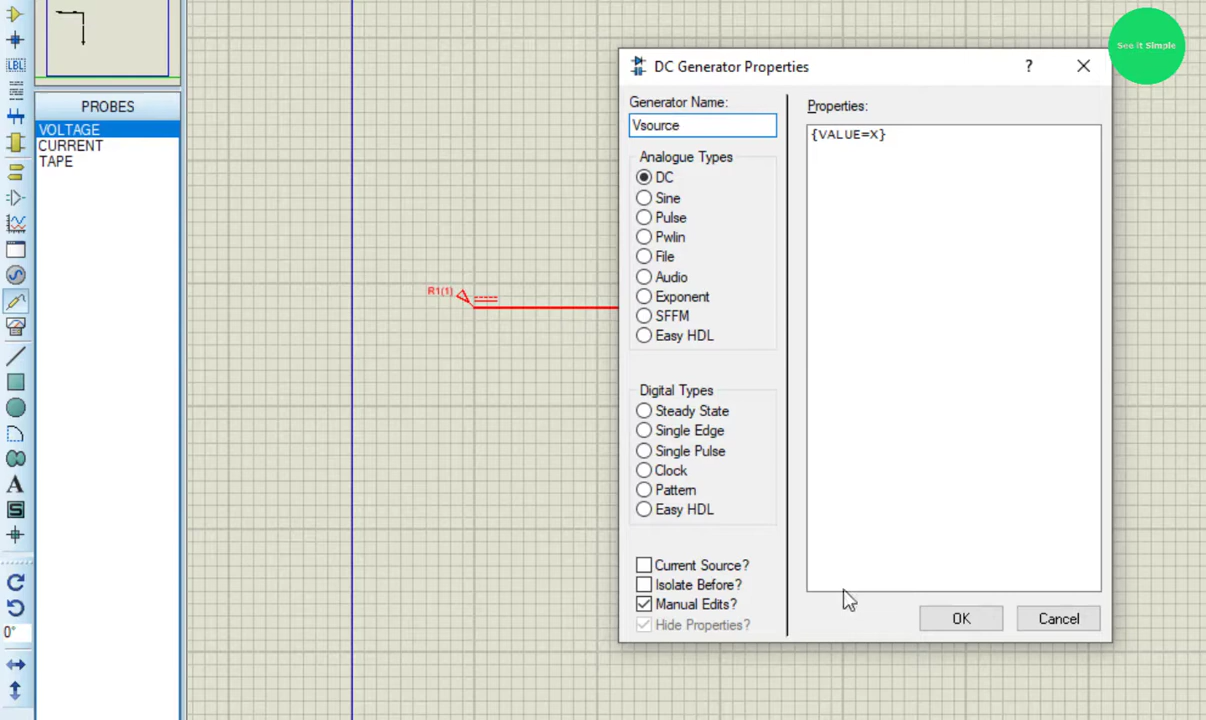 LBL
PROBES
VOLTAGE
CURRENT
TAPE
A
S
0°
R1(1)
See it Simple
DC Generator Properties
?
Generator Name:
Vsource
Analogue Types
DC
Sine
Pulse
Pwlin
File
Audio
Exponent
SFFM
Easy HDL
Digital Types
Steady State
Single Edge
Single Pulse
Clock
Pattern
Easy HDL
Current Source?
Isolate Before?
Manual Edits?
Hide Properties?
Properties:
{VALUE=X}
OK
Cancel